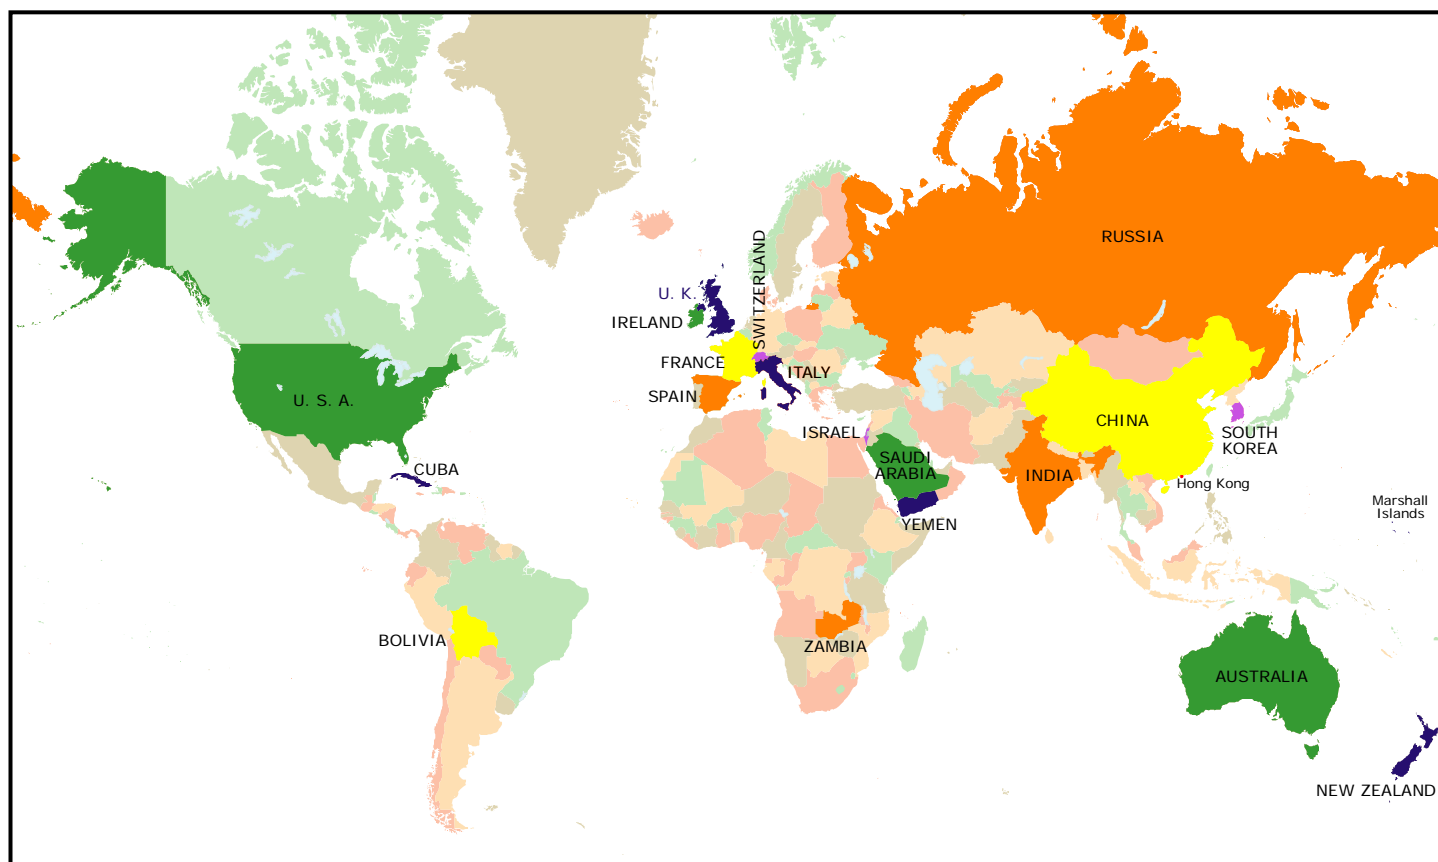 RUSSIA
SWITZERLAND
U. K.
IRELAND
FRANCE
ITALY
SPAIN
U. S. A.
CHINA
ISRAEL
SOUTH
KOREA
SAUDI
ARABIA
CUBA
INDIA
Hong Kong
Marshall
Islands
YEMEN
BOLIVIA
ZAMBIA
AUSTRALIA
NEW ZEALAND